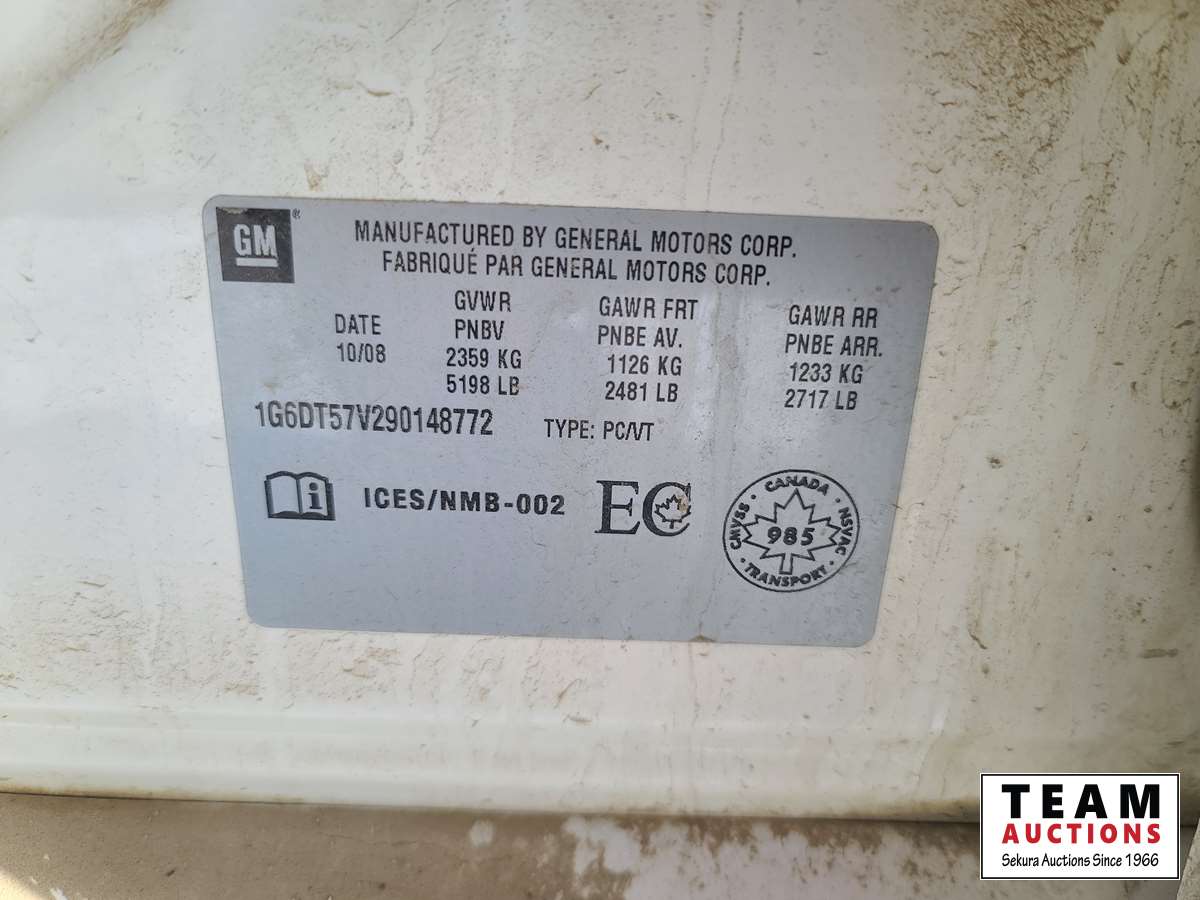 GM®
MANUFACTURED BY GENERAL MOTORS CORP.
FABRIQUÉ PAR GENERAL MOTORS CORP.
DATE
10/08
GVWR
PNBV
2359 KG
5198 LB
GAWR FRT
PNBE AV.
1126 KG
2481 LB
GAWR RR
PNBE ARR.
1233 KG
2717 LB
1G6DT57V290148772 TYPE: PC/VT
i ICES/NMB-002 EC
CANADA
CMVSS 985 NSVAC
TRANSPORT
TEAM
AUCTIONS
Sekura Auctions Since 1966